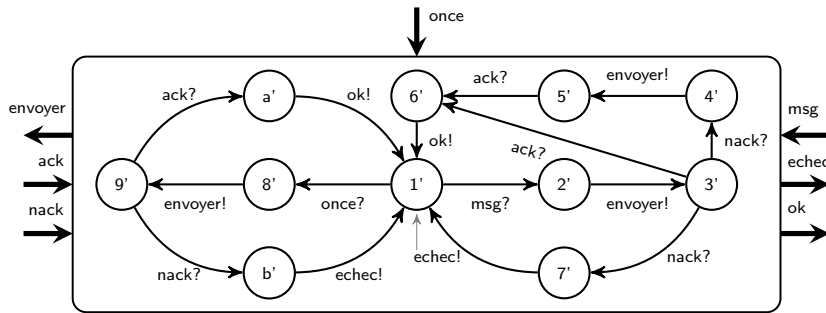 once
envoyer
ack
nack
msg
echec
ok
ack?
a'
ok!
6'
ack?
5'
envoyer!
4'
ok!
ack?
nack?
9'
envoyer!
8'
once?
1'
msg?
2'
envoyer!
3'
nack?
b'
echec!
echec!
7'
nack?